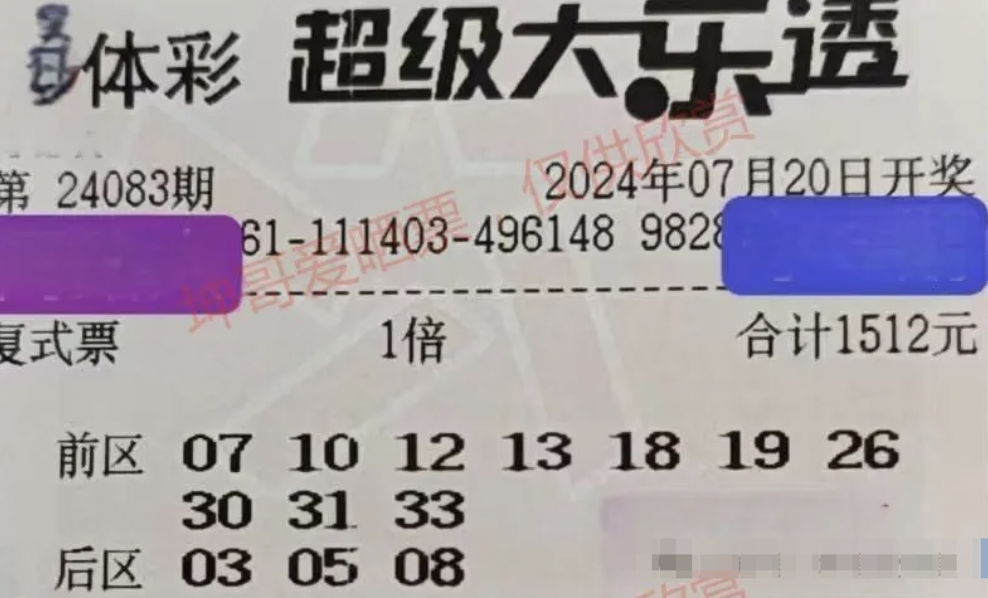 体彩 超级大乐透
第 24083期 2024年07月20日开奖
61-111403-496148 9828
坤哥爱晒票，仅供欣赏
复式票 1倍 合计1512元
前区 07 10 12 13 18 19 26
30 31 33
后区 03 05 08
欣赏